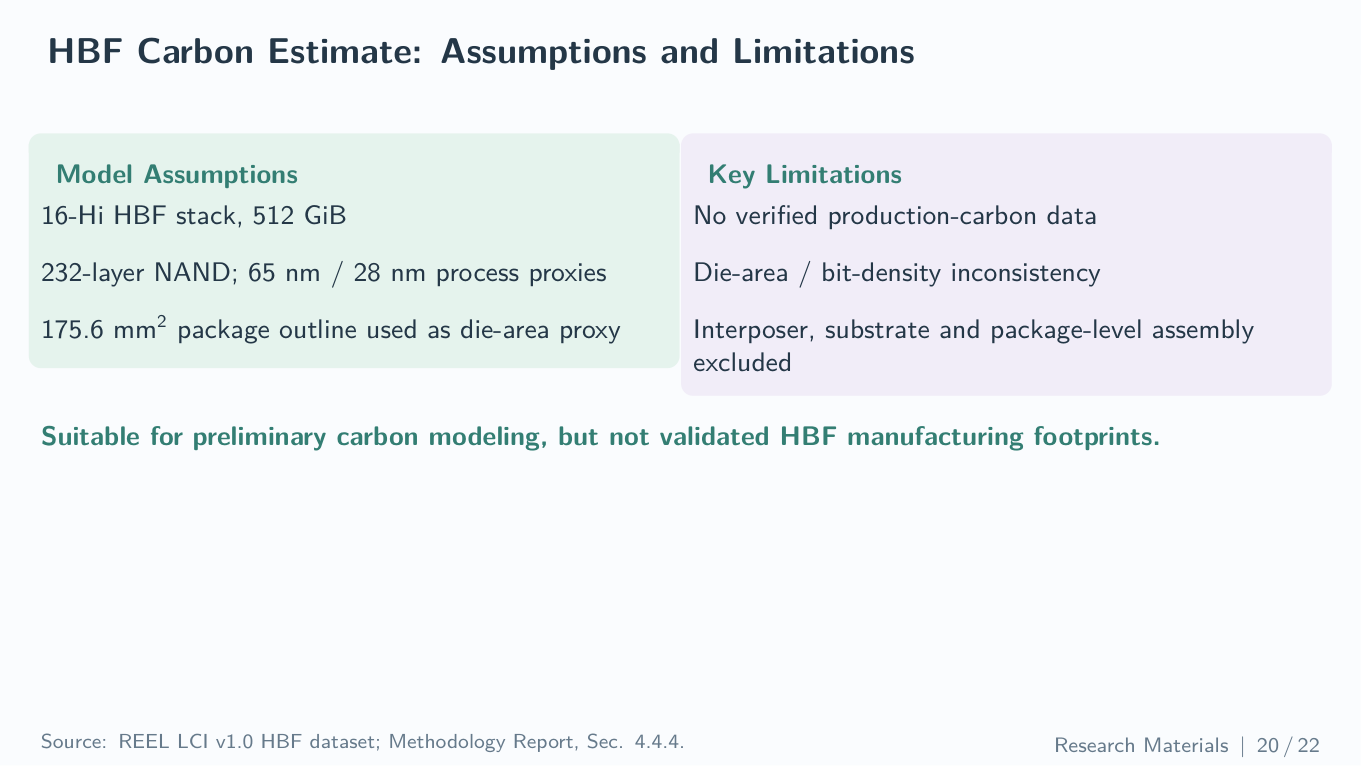 HBF Carbon Estimate: Assumptions and Limitations
Model Assumptions
16-Hi HBF stack, 512 GiB
232-layer NAND; 65 nm / 28 nm process proxies
175.6 mm² package outline used as die-area proxy
Key Limitations
No verified production-carbon data
Die-area / bit-density inconsistency
Interposer, substrate and package-level assembly
excluded
Suitable for preliminary carbon modeling, but not validated HBF manufacturing footprints.
Source: REEL LCI v1.0 HBF dataset; Methodology Report, Sec. 4.4.4.
Research Materials | 20 / 22